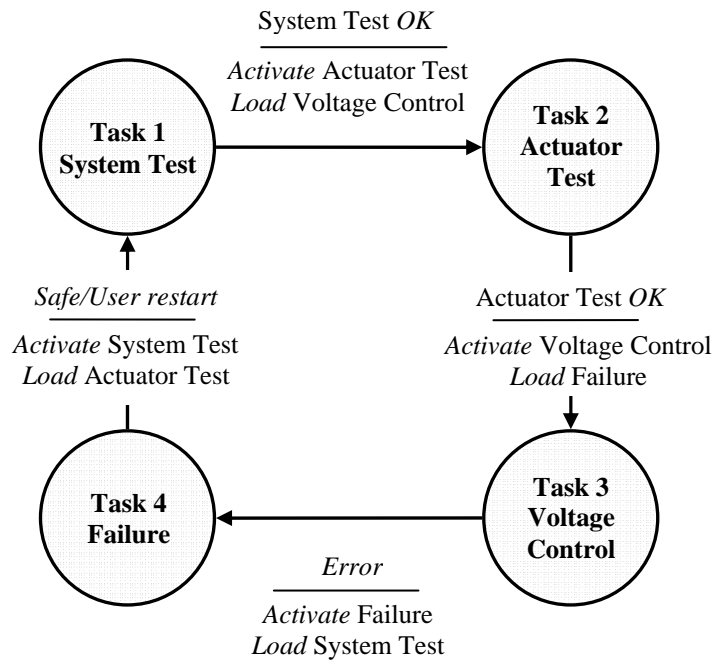 System Test OK
Activate Actuator Test
Load Voltage Control
Task 1
System Test
Task 2
Actuator
Test
Safe/User restart
Activate System Test
Load Actuator Test
Actuator Test OK
Activate Voltage Control
Load Failure
Task 4
Failure
Task 3
Voltage
Control
Error
Activate Failure
Load System Test